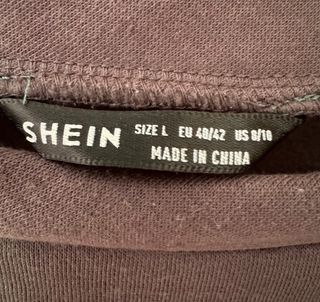 SHEIN SIZE L EU 40/42 US 8/10
MADE IN CHINA